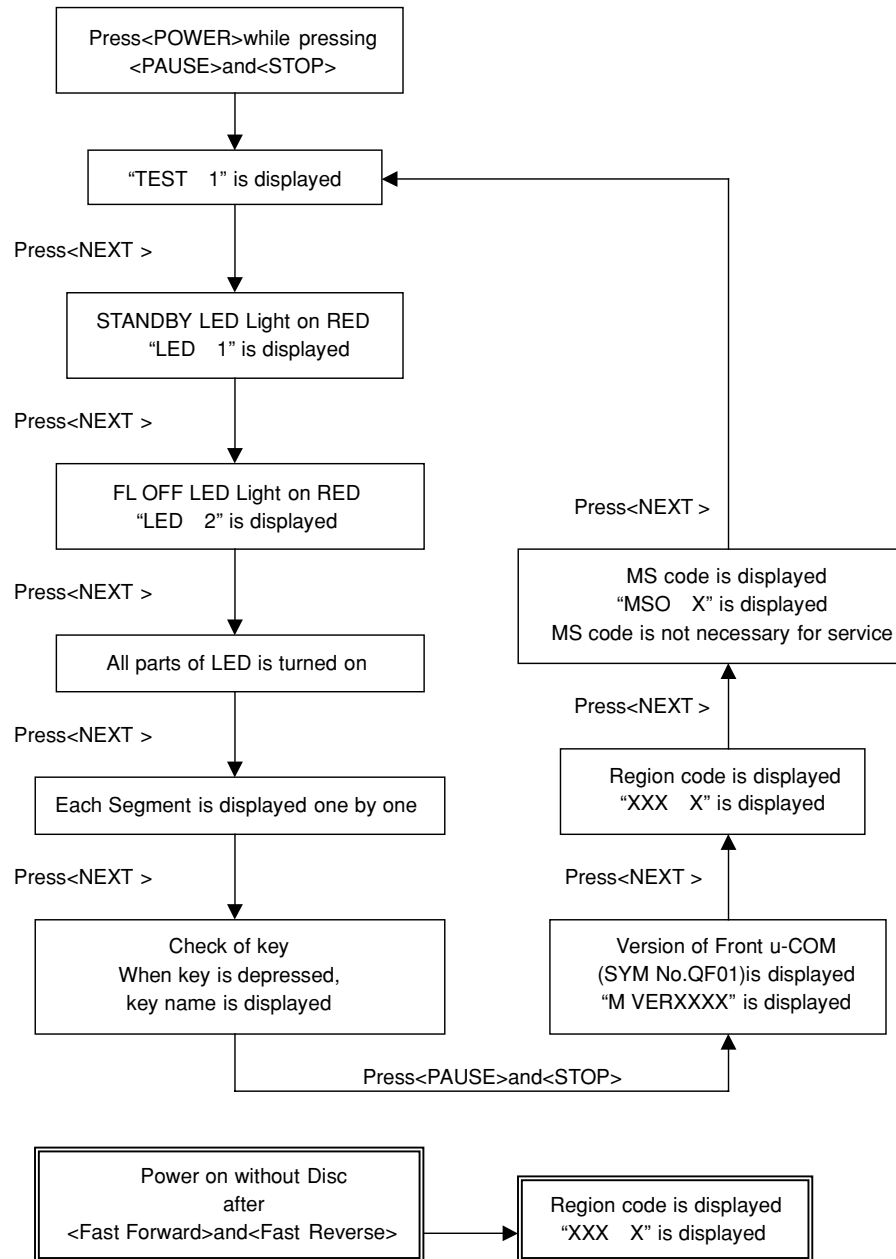 Press<POWER>while pressing
<PAUSE>and<STOP>
“TEST 1” is displayed
Press<NEXT >
STANDBY LED Light on RED
“LED 1” is displayed
Press<NEXT >
FL OFF LED Light on RED
“LED 2” is displayed
Press<NEXT >
All parts of LED is turned on
Press<NEXT >
Each Segment is displayed one by one
Press<NEXT >
Check of key
When key is depressed,
key name is displayed
Press<PAUSE>and<STOP>
Version of Front u-COM
(SYM No.QF01)is displayed
“M VERXXXX” is displayed
Press<NEXT >
Region code is displayed
“XXX X” is displayed
Press<NEXT >
MS code is displayed
“MSO X” is displayed
MS code is not necessary for service
Press<NEXT >
Power on without Disc
after
<Fast Forward>and<Fast Reverse>
Region code is displayed
“XXX X” is displayed